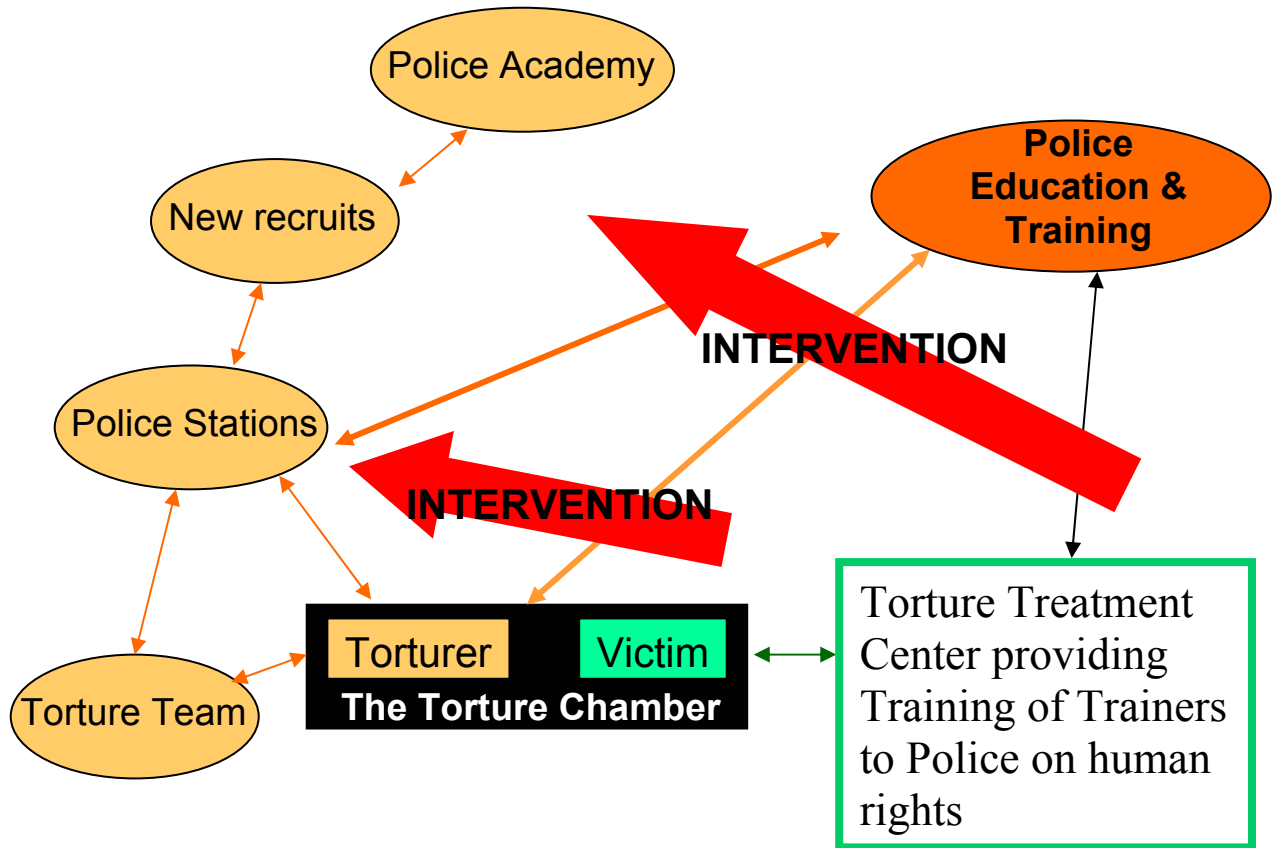 Police Academy
Police
Education &
Training
New recruits
INTERVENTION
Police Stations
INTERVENTION
Torture Treatment
Center providing
Training of Trainers
to Police on human
rights
Torturer
Victim
The Torture Chamber
Torture Team